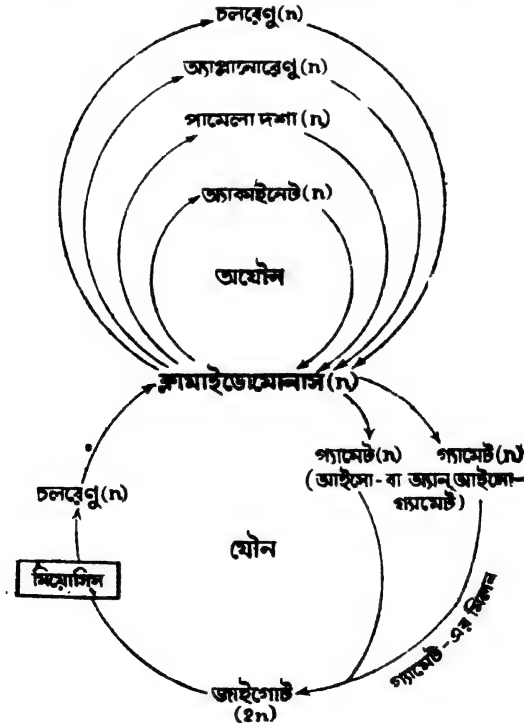 চলরেণু(n)
অ্যাপ্লানোরেণু(n)
পামেলা দশা(n)
অ্যাকাইনেট(n)
অযৌন
ক্লামাইডোমোনাস(n)
গ্যামেট(n) গ্যামেট(n)
(আইসো- বা অ্যান্ আইসো-
গ্যামেট)
চলরেণু(n)
যৌন
মিয়োসিস
গ্যামেট-এর মিলন
জাইগোট
(2n)